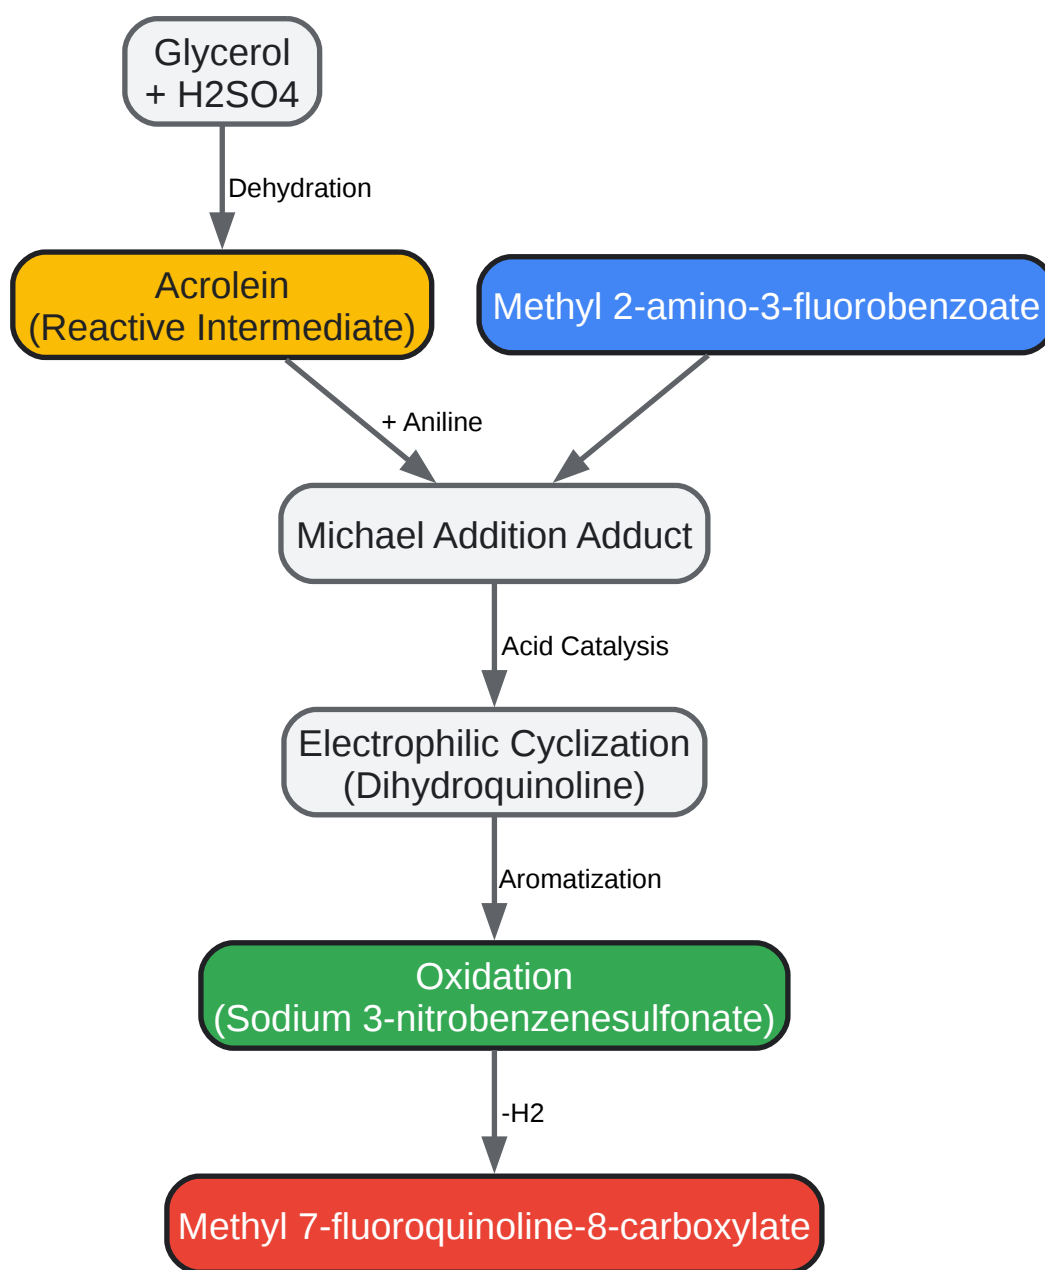 Glycerol
+ H2SO4
Dehydration
Acrolein
(Reactive Intermediate)
Methyl 2-amino-3-fluorobenzoate
+ Aniline
Michael Addition Adduct
Acid Catalysis
Electrophilic Cyclization
(Dihydroquinoline)
Aromatization
Oxidation
(Sodium 3-nitrobenzenesulfonate)
-H2
Methyl 7-fluoroquinoline-8-carboxylate